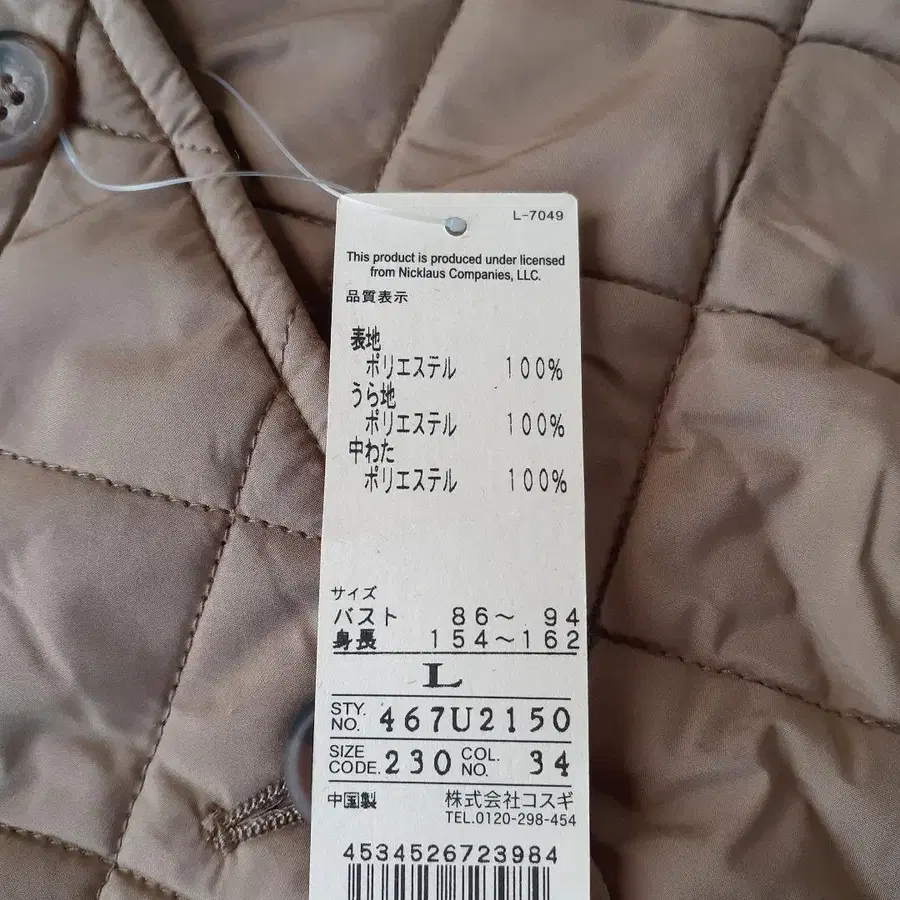 L-7049
This product is produced under licensed
from Nicklaus Companies, LLC.
品質表示
表地
ポリエステル 100%
うら地
ポリエステル 100%
中わた
ポリエステル 100%
サイズ
バスト 86～ 94
身長 154～162
L
STY. NO. 467U2150
SIZE CODE. 230 COL. NO. 34
中国製 株式会社コスギ
TEL.0120-298-454
4534526723984